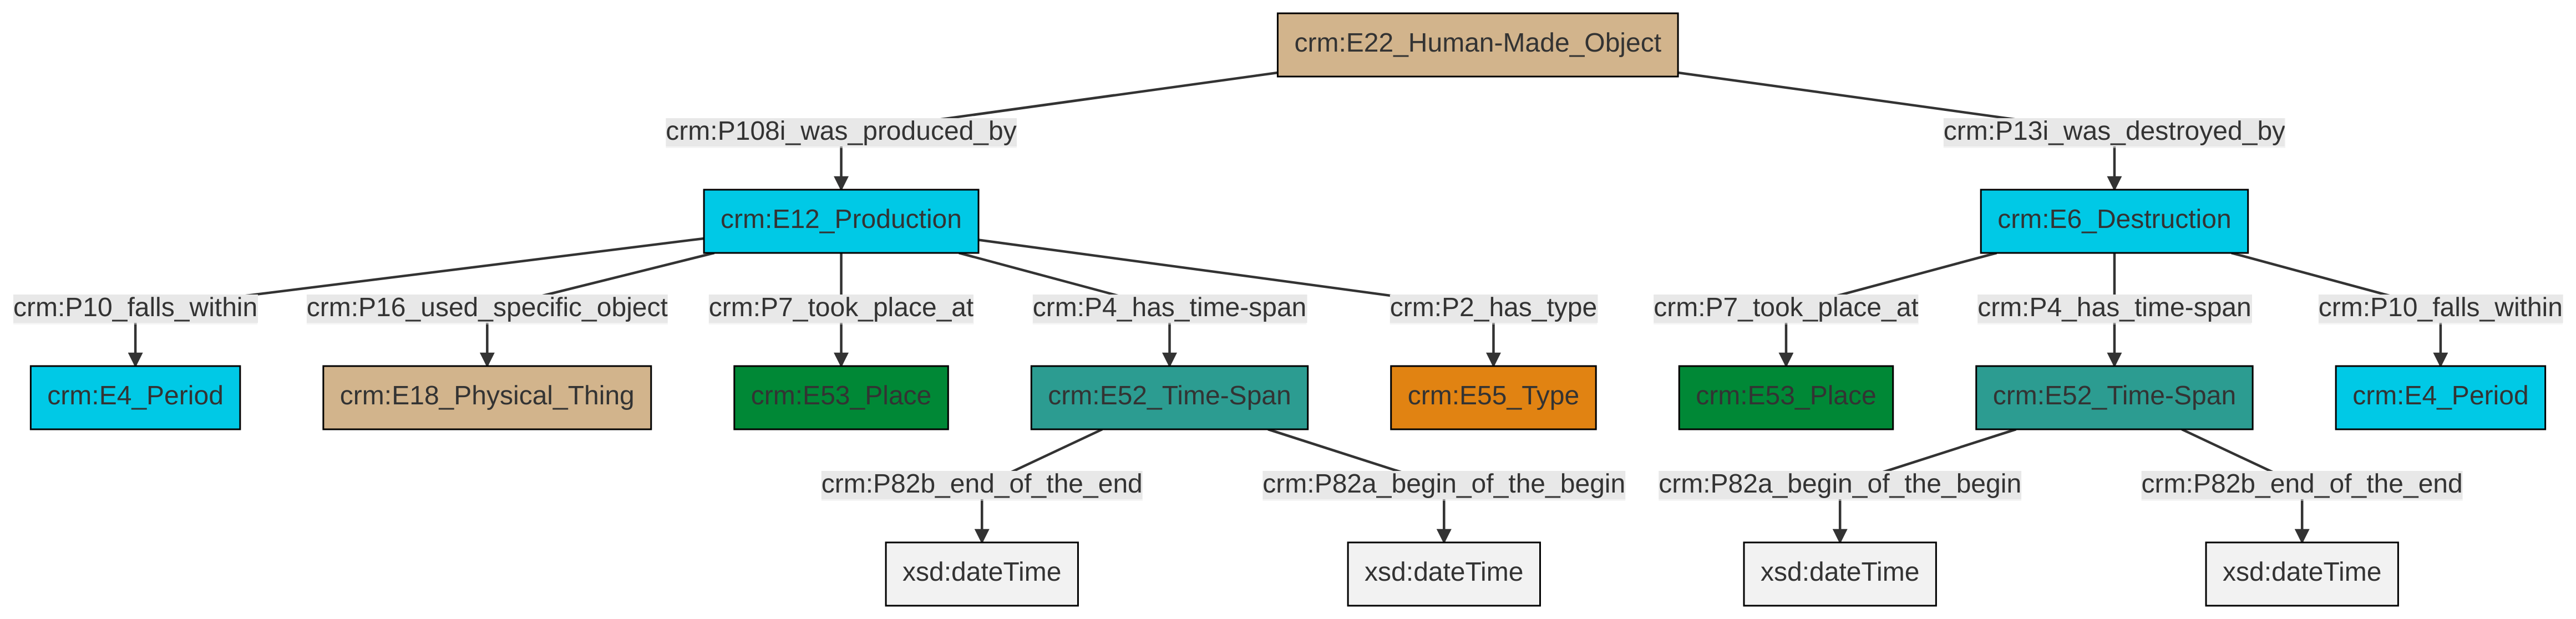 crm:E22_Human-Made_Object
crm:P108i_was_produced_by
crm:P13i_was_destroyed_by
crm:E12_Production
crm:E6_Destruction
crm:P10_falls_within
crm:P16_used_specific_object
crm:P7_took_place_at
crm:P4_has_time-span
crm:P2_has_type
crm:P7_took_place_at
crm:P4_has_time-span
crm:P10_falls_within
crm:E4_Period
crm:E18_Physical_Thing
crm:E53_Place
crm:E52_Time-Span
crm:E55_Type
crm:E53_Place
crm:E52_Time-Span
crm:E4_Period
crm:P82b_end_of_the_end
crm:P82a_begin_of_the_begin
crm:P82a_begin_of_the_begin
crm:P82b_end_of_the_end
xsd:dateTime
xsd:dateTime
xsd:dateTime
xsd:dateTime